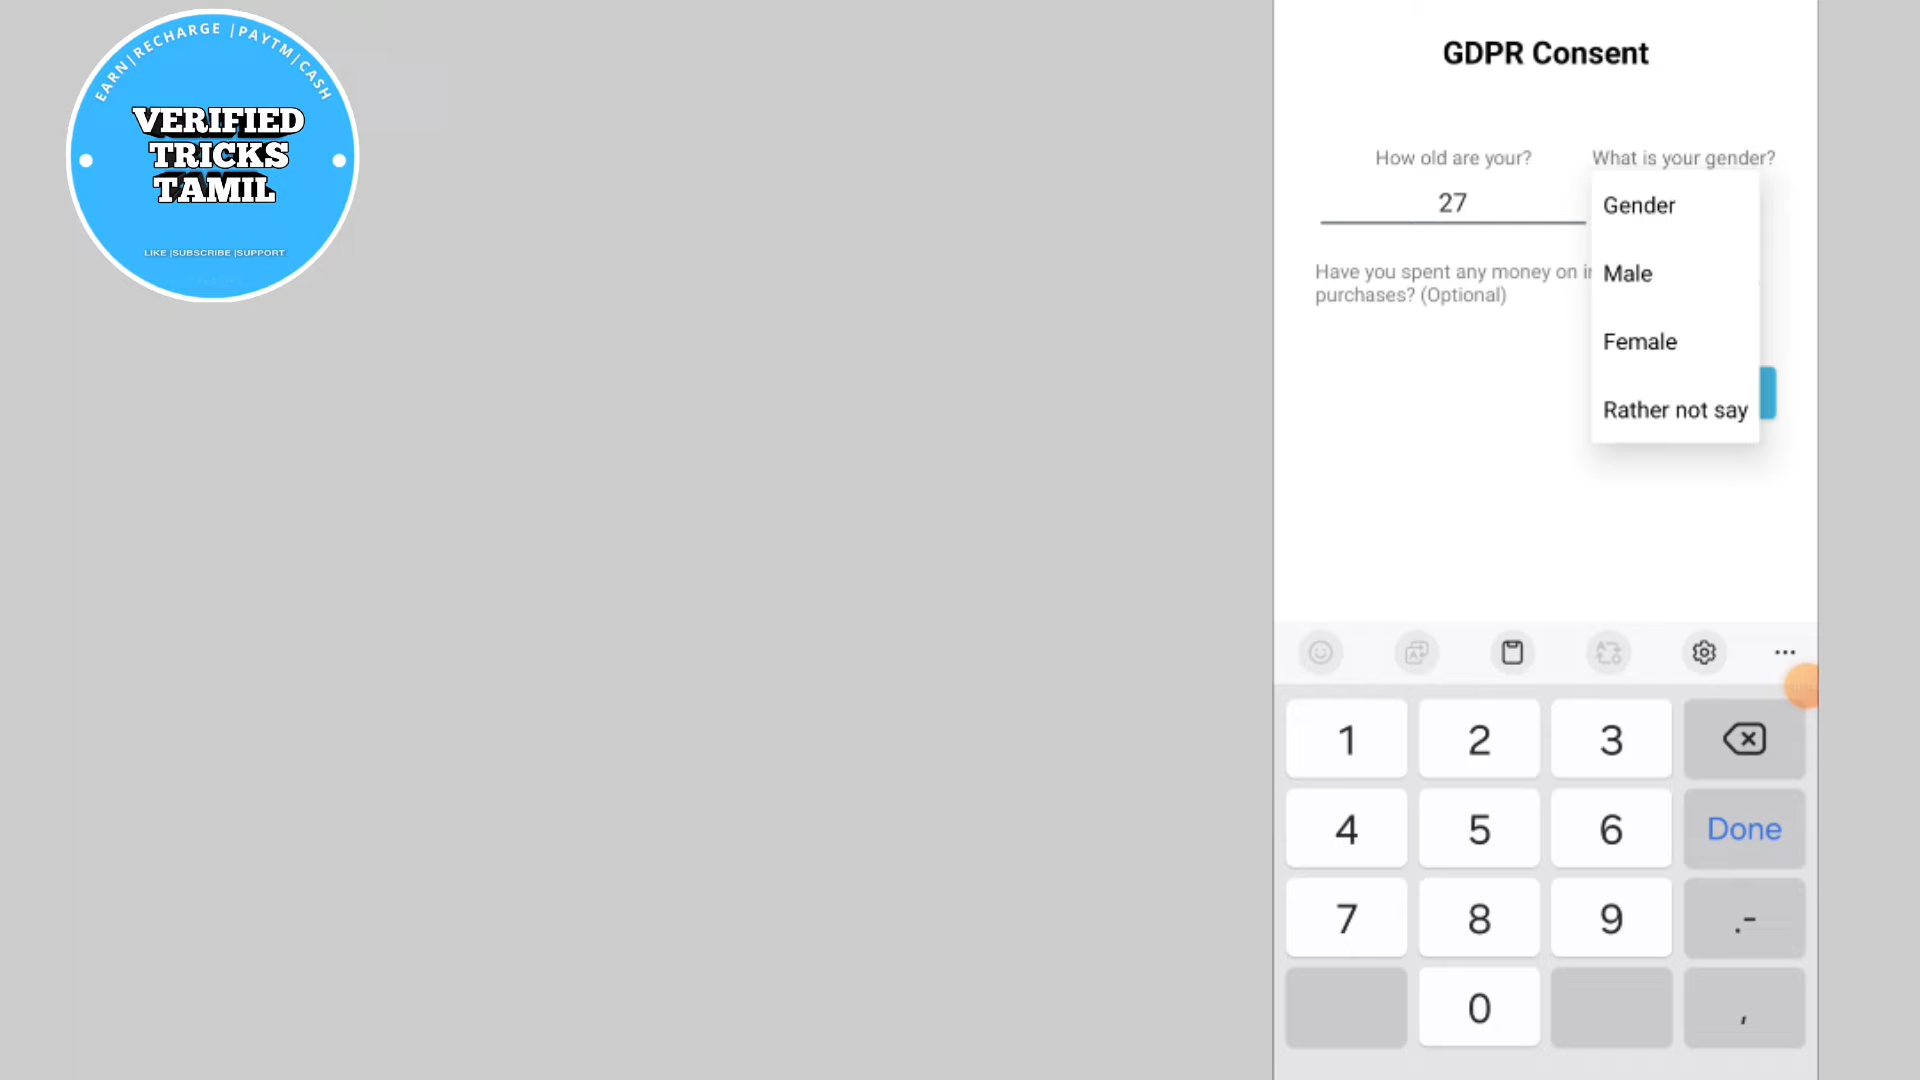 EARN|RECHARGE |PAYTM|CASH
VERIFIED
TRICKS
TAMIL
LIKE |SUBSCRIBE |SUPPORT
GDPR Consent
How old are your?
What is your gender?
27
Gender
Have you spent any money on
purchases? (Optional)
Male
Female
Rather not say
1 2 3
4 5 6 Done
7 8 9 .-
0 ,